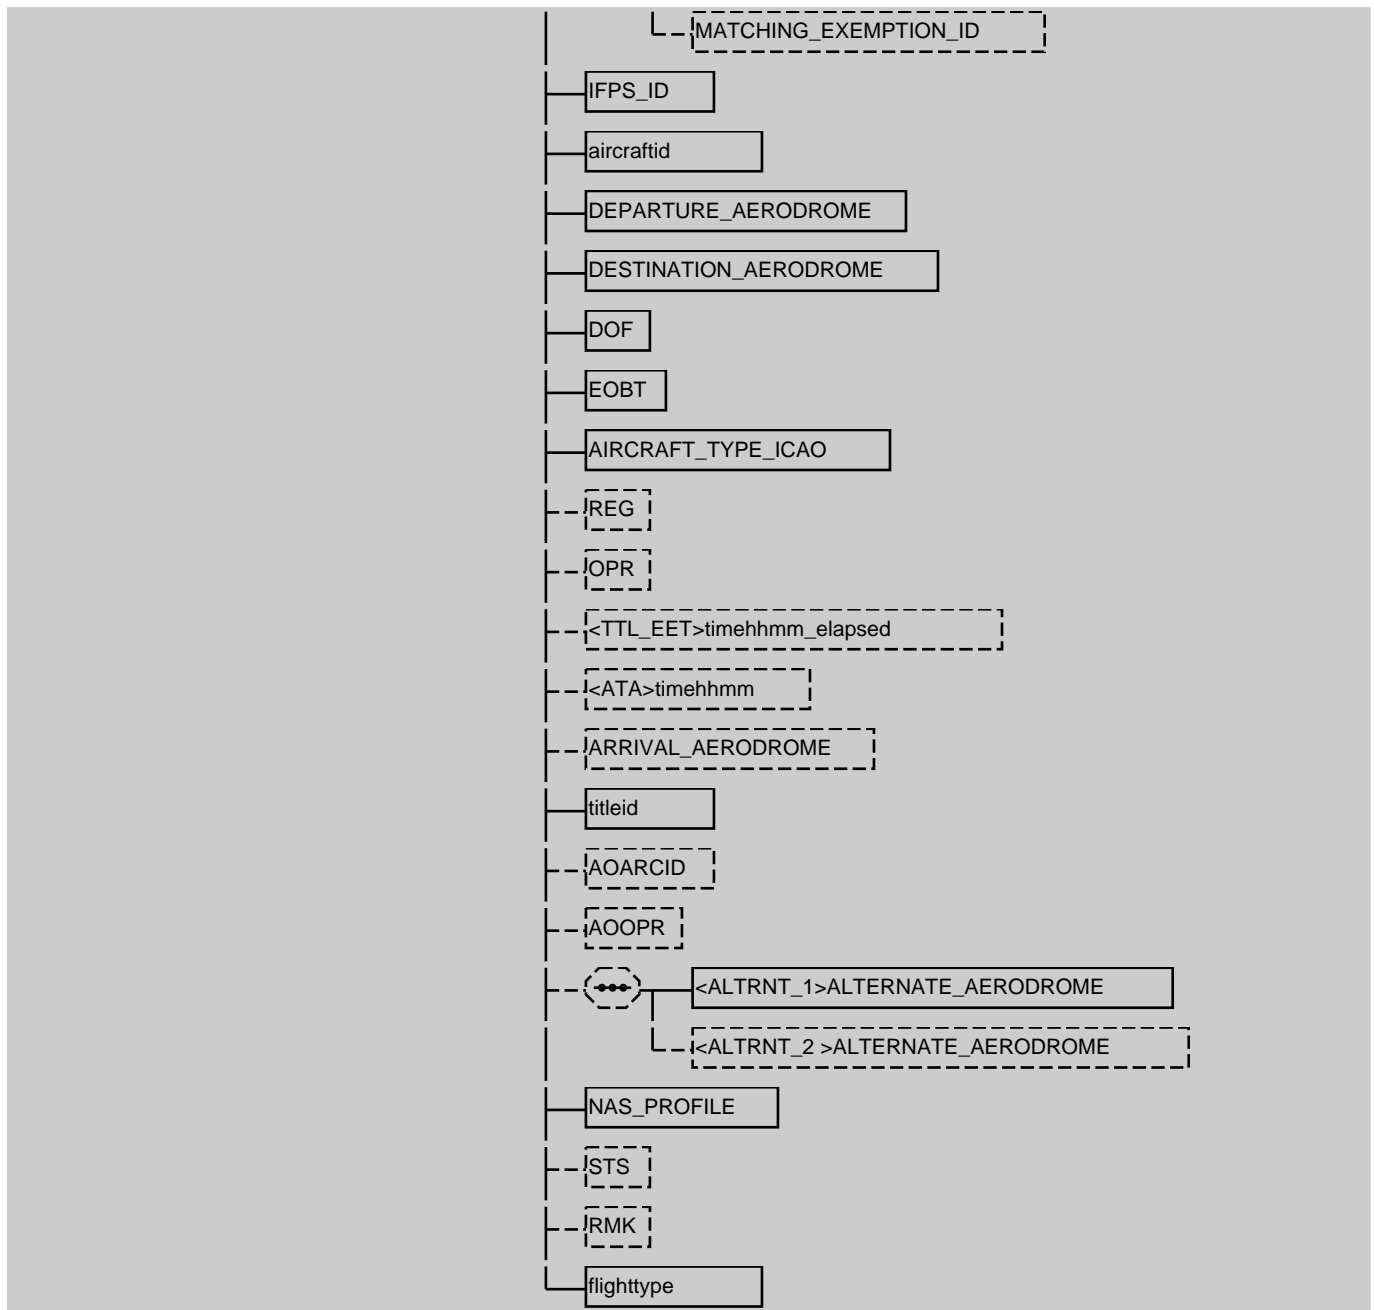 MATCHING_EXEMPTION_ID
IFPS_ID
aircraftid
DEPARTURE_AERODROME
DESTINATION_AERODROME
DOF
EOBT
AIRCRAFT_TYPE_ICAO
REG
OPR
<TTL_EET>timehhmm_elapsed
<ATA>timehhmm
ARRIVAL_AERODROME
titleid
AOARCID
AOOPR
<ALTRNT_1>ALTERNATE_AERODROME
<ALTRNT_2 >ALTERNATE_AERODROME
NAS_PROFILE
STS
RMK
flighttype